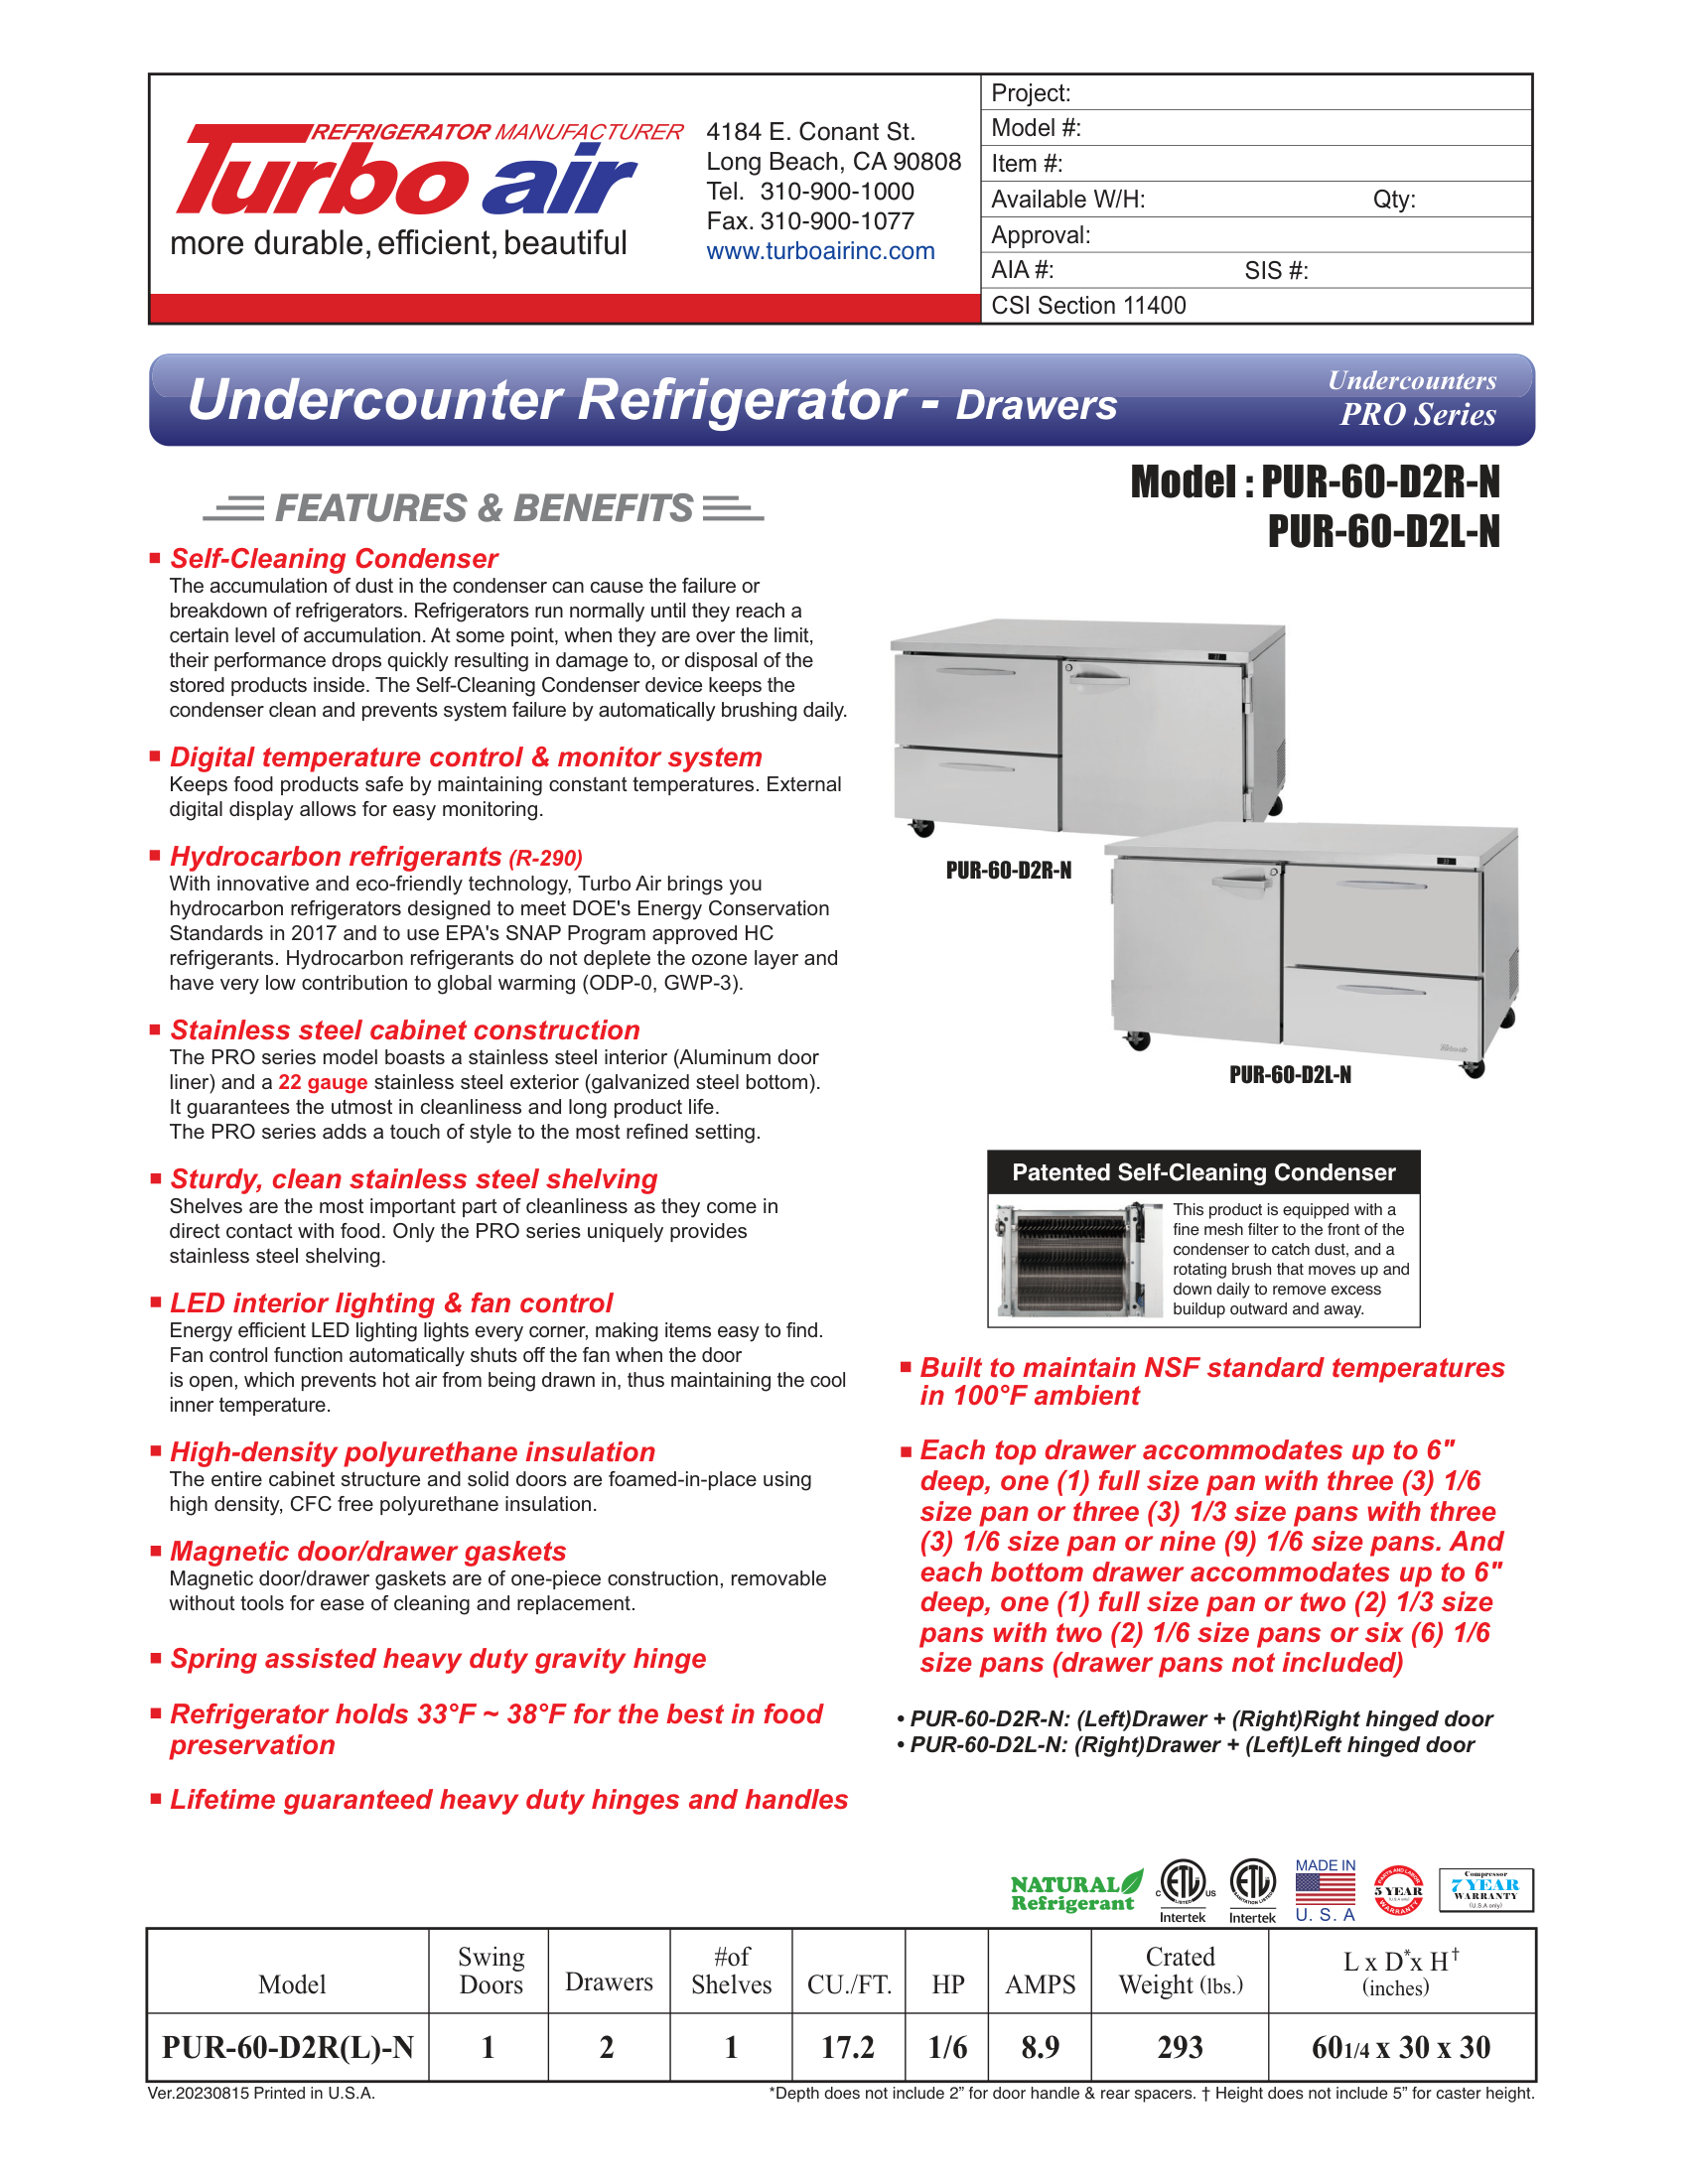 REFRIGERATOR MANUFACTURER
Turbo air
more durable, efficient, beautiful
4184 E. Conant St.
Long Beach, CA 90808
Tel. 310-900-1000
Fax. 310-900-1077
www.turboairinc.com
Project:
Model #:
Item #:
Available W/H: Qty:
Approval:
AIA #: SIS #:
CSI Section 11400
Undercounter Refrigerator - Drawers
Undercounters
PRO Series
Model : PUR-60-D2R-N
PUR-60-D2L-N
FEATURES & BENEFITS
Self-Cleaning Condenser
The accumulation of dust in the condenser can cause the failure or
breakdown of refrigerators. Refrigerators run normally until they reach a
certain level of accumulation. At some point, when they are over the limit,
their performance drops quickly resulting in damage to, or disposal of the
stored products inside. The Self-Cleaning Condenser device keeps the
condenser clean and prevents system failure by automatically brushing daily.
Digital temperature control & monitor system
Keeps food products safe by maintaining constant temperatures. External
digital display allows for easy monitoring.
Hydrocarbon refrigerants (R-290)
With innovative and eco-friendly technology, Turbo Air brings you
hydrocarbon refrigerators designed to meet DOE's Energy Conservation
Standards in 2017 and to use EPA's SNAP Program approved HC
refrigerants. Hydrocarbon refrigerants do not deplete the ozone layer and
have very low contribution to global warming (ODP-0, GWP-3).
Stainless steel cabinet construction
The PRO series model boasts a stainless steel interior (Aluminum door
liner) and a 22 gauge stainless steel exterior (galvanized steel bottom).
It guarantees the utmost in cleanliness and long product life.
The PRO series adds a touch of style to the most refined setting.
Sturdy, clean stainless steel shelving
Shelves are the most important part of cleanliness as they come in
direct contact with food. Only the PRO series uniquely provides
stainless steel shelving.
LED interior lighting & fan control
Energy efficient LED lighting lights every corner, making items easy to find.
Fan control function automatically shuts off the fan when the door
is open, which prevents hot air from being drawn in, thus maintaining the cool
inner temperature.
High-density polyurethane insulation
The entire cabinet structure and solid doors are foamed-in-place using
high density, CFC free polyurethane insulation.
Magnetic door/drawer gaskets
Magnetic door/drawer gaskets are of one-piece construction, removable
without tools for ease of cleaning and replacement.
Spring assisted heavy duty gravity hinge
Refrigerator holds 33°F ~ 38°F for the best in food
preservation
Lifetime guaranteed heavy duty hinges and handles
PUR-60-D2R-N
Turbo air
PUR-60-D2L-N
Patented Self-Cleaning Condenser
This product is equipped with a
fine mesh filter to the front of the
condenser to catch dust, and a
rotating brush that moves up and
down daily to remove excess
buildup outward and away.
Built to maintain NSF standard temperatures
in 100°F ambient
Each top drawer accommodates up to 6"
deep, one (1) full size pan with three (3) 1/6
size pan or three (3) 1/3 size pans with three
(3) 1/6 size pan or nine (9) 1/6 size pans. And
each bottom drawer accommodates up to 6"
deep, one (1) full size pan or two (2) 1/3 size
pans with two (2) 1/6 size pans or six (6) 1/6
size pans (drawer pans not included)
• PUR-60-D2R-N: (Left)Drawer + (Right)Right hinged door
• PUR-60-D2L-N: (Right)Drawer + (Left)Left hinged door
NATURAL
Refrigerant
C ETL US
LISTED
Intertek
ETL
SANITATION LISTED
Intertek
MADE IN
U. S. A
PARTS AND LABOR
5 YEAR
(U.S.A only)
WARRANTY
Compressor
7 YEAR
WARRANTY
(U.S.A only)
Model Swing Doors Drawers #of Shelves CU./FT. HP AMPS Crated Weight (lbs.) L x D* x H† (inches)
PUR-60-D2R(L)-N 1 2 1 17.2 1/6 8.9 293 60 1/4 x 30 x 30
Ver.20230815 Printed in U.S.A.
*Depth does not include 2” for door handle & rear spacers. † Height does not include 5” for caster height.